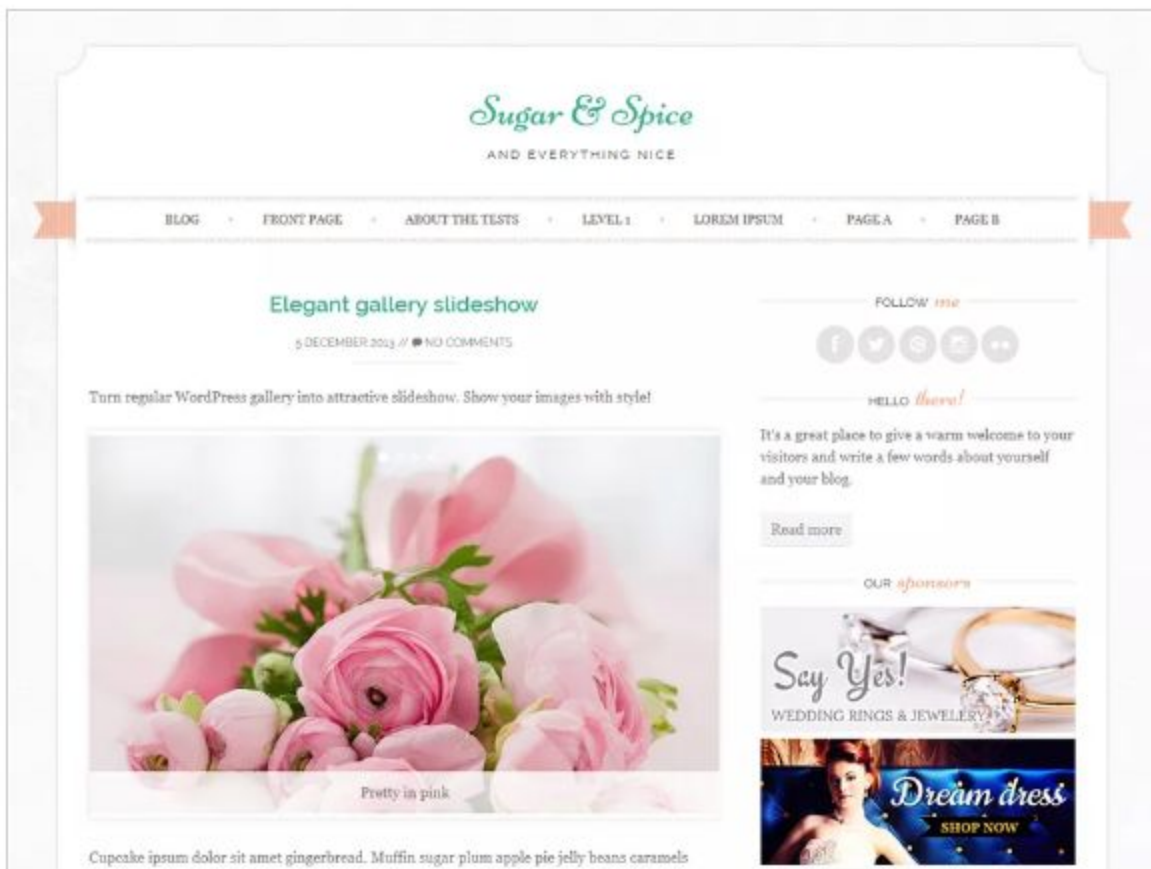 Sugar & Spice
AND EVERYTHING NICE
BLOG FRONT PAGE ABOUT THE TESTS LEVEL 1 LOREM IPSUM PAGE A PAGE B
Elegant gallery slideshow
5 DECEMBER 2013 // NO COMMENTS
Turn regular WordPress gallery into attractive slideshow. Show your images with style!
Pretty in pink
Cupcake ipsum dolor sit amet gingerbread. Muffin sugar plum apple pie jelly beans caramels
FOLLOW me
HELLO there!
It's a great place to give a warm welcome to your
visitors and write a few words about yourself
and your blog.
Read more
OUR sponsors
Say Yes!
WEDDING RINGS & JEWELERY
Dream dress
SHOP NOW